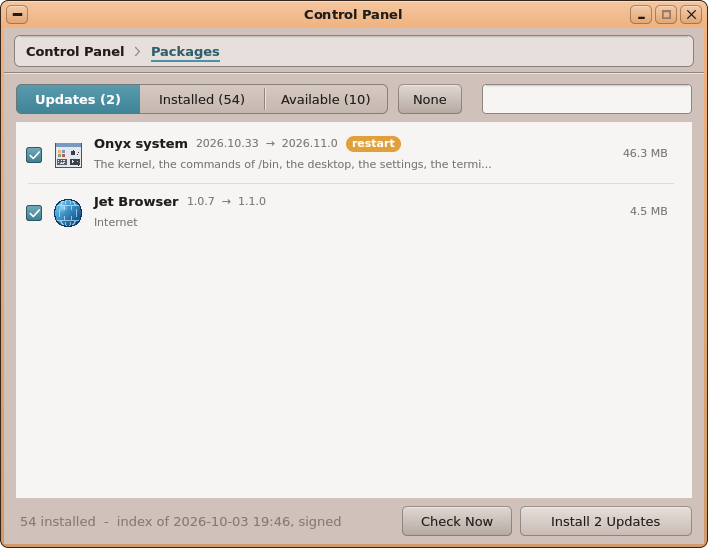 Control Panel
Control Panel > Packages
Updates (2) Installed (54) Available (10) None
Onyx system 2026.10.33 → 2026.11.0 restart
The kernel, the commands of /bin, the desktop, the settings, the termi...
46.3 MB
Jet Browser 1.0.7 → 1.1.0
Internet
4.5 MB
54 installed - index of 2026-10-03 19:46, signed
Check Now Install 2 Updates